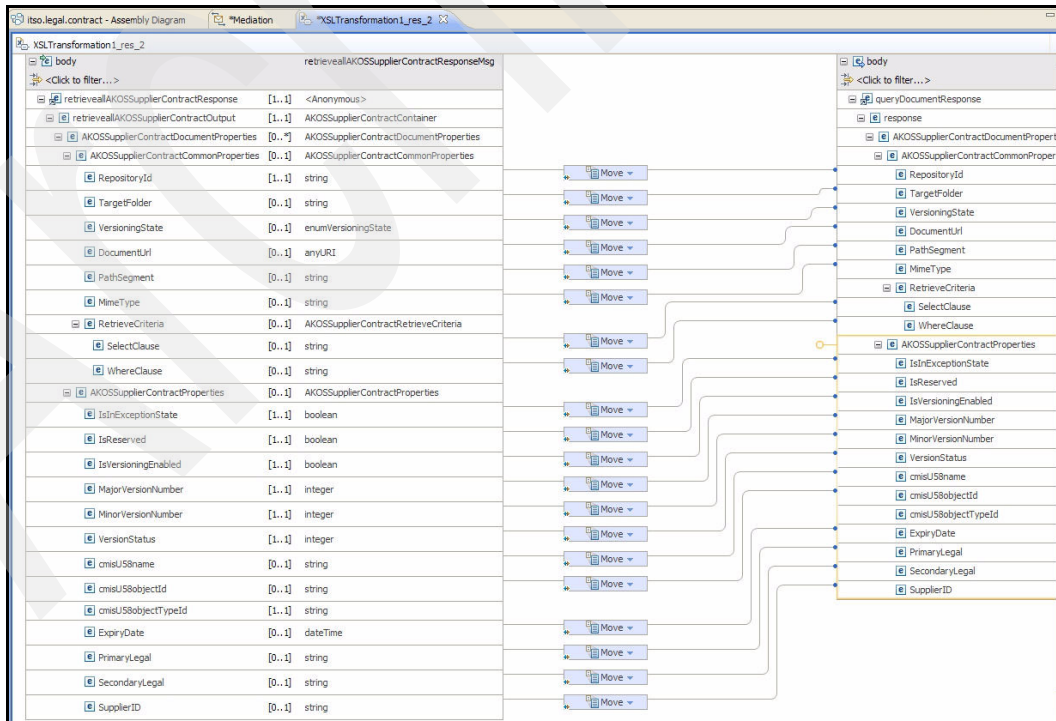 itso.legal.contract - Assembly Diagram *Mediation *XSLTransformation1_res_2
XSLTransformation1_res_2
body retrieveallAKOSSupplierContractResponseMsg body
<Click to filter...> <Click to filter...>
retrieveallAKOSSupplierContractResponse [1..1] <Anonymous> queryDocumentResponse
retrieveallAKOSSupplierContractOutput [1..1] AKOSSupplierContractContainer response
AKOSSupplierContractDocumentProperties [0..*] AKOSSupplierContractDocumentProperties AKOSSupplierContractDocumentPropert
AKOSSupplierContractCommonProperties [0..1] AKOSSupplierContractCommonProperties AKOSSupplierContractCommonProper
RepositoryId [1..1] string Move RepositoryId
TargetFolder [0..1] string Move TargetFolder
VersioningState [0..1] enumVersioningState Move VersioningState
DocumentUrl [0..1] anyURI Move DocumentUrl
PathSegment [0..1] string Move PathSegment
MimeType [0..1] string Move MimeType
RetrieveCriteria [0..1] AKOSSupplierContractRetrieveCriteria RetrieveCriteria
SelectClause [0..1] string Move SelectClause
WhereClause [0..1] string Move WhereClause
AKOSSupplierContractProperties [0..1] AKOSSupplierContractProperties AKOSSupplierContractProperties
IsInExceptionState [1..1] boolean Move IsInExceptionState
IsReserved [1..1] boolean Move IsReserved
IsVersioningEnabled [1..1] boolean Move IsVersioningEnabled
MajorVersionNumber [1..1] integer Move MajorVersionNumber
MinorVersionNumber [1..1] integer Move MinorVersionNumber
VersionStatus [1..1] integer Move VersionStatus
cmisU58name [0..1] string Move cmisU58name
cmisU58objectId [0..1] string Move cmisU58objectId
cmisU58objectTypeId [1..1] string cmisU58objectTypeId
ExpiryDate [0..1] dateTime Move ExpiryDate
PrimaryLegal [0..1] string Move PrimaryLegal
SecondaryLegal [0..1] string Move SecondaryLegal
SupplierID [0..1] string Move SupplierID